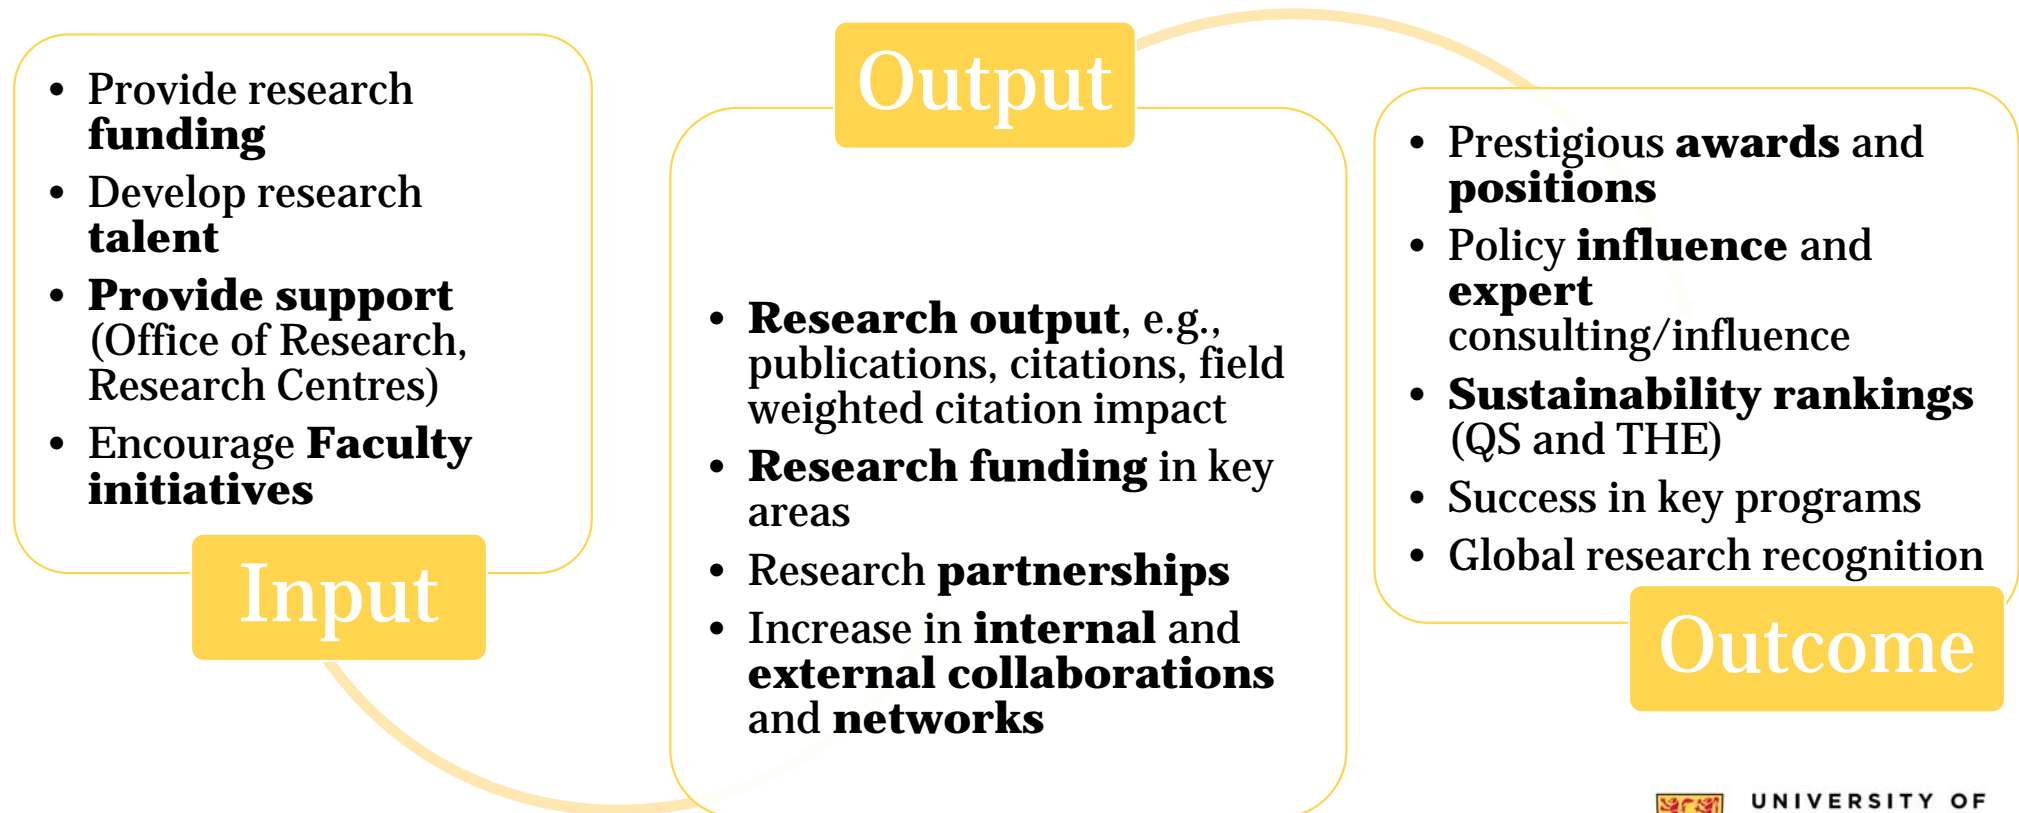 • Provide research
funding
• Develop research
talent
• Provide support
(Office of Research,
Research Centres)
• Encourage Faculty
initiatives
Input
Output
• Research output, e.g.,
publications, citations, field
weighted citation impact
• Research funding in key
areas
• Research partnerships
• Increase in internal and
external collaborations
and networks
• Prestigious awards and
positions
• Policy influence and
expert
consulting/influence
• Sustainability rankings
(QS and THE)
• Success in key programs
• Global research recognition
Outcome
UNIVERSITY OF